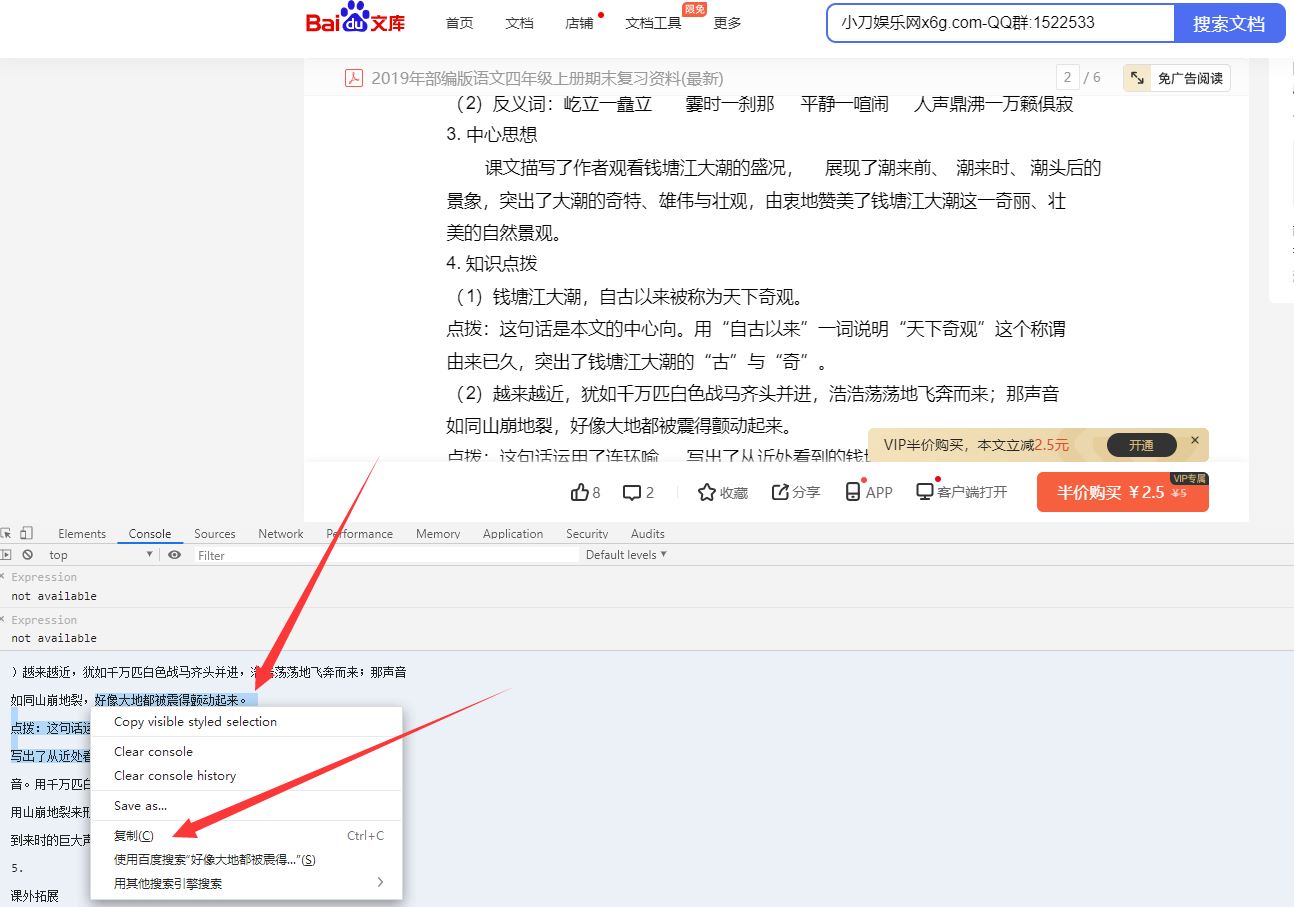 Bai du 文库
首页 文档 店铺 文档工具 限免 更多
小刀娱乐网x6g.com-QQ群:1522533 搜索文档
2019年部编版语文四年级上册期末复习资料(最新) 2 / 6 免广告阅读
（2）反义词：屹立一矗立 霎时一刹那 平静一喧闹 人声鼎沸一万籁俱寂
3. 中心思想
课文描写了作者观看钱塘江大潮的盛况， 展现了潮来前、 潮来时、 潮头后的
景象，突出了大潮的奇特、雄伟与壮观，由衷地赞美了钱塘江大潮这一奇丽、壮
美的自然景观。
4. 知识点拨
（1）钱塘江大潮，自古以来被称为天下奇观。
点拨：这句话是本文的中心向。用“自古以来”一词说明“天下奇观”这个称谓
由来已久，突出了钱塘江大潮的“古”与“奇”。
（2）越来越近，犹如千万匹白色战马齐头并进，浩浩荡荡地飞奔而来；那声音
如同山崩地裂，好像大地都被震得颤动起来。
点拨：这句话运用了连环喻 写出了从近处看到的钱
VIP半价购买，本文立减2.5元 开通 ×
8 2 收藏 分享 APP 客户端打开 半价购买 ￥2.5 ￥5 VIP专属
Elements Console Sources Network Performance Memory Application Security Audits
top Filter Default levels
Expression
not available
Expression
not available
）越来越近，犹如千万匹白色战马齐头并进，荡荡地飞奔而来；那声音
如同山崩地裂，好像大地都被震得颤动起来。
Copy visible styled selection
点拨：这句话
Clear console
写出了从近处看
Clear console history
音。用千万匹白
Save as...
用山崩地裂来
复制(C) Ctrl+C
到来时的巨大声
使用百度搜索“好像大地都被震得...”(S)
5.
用其他搜索引擎搜索
课外拓展